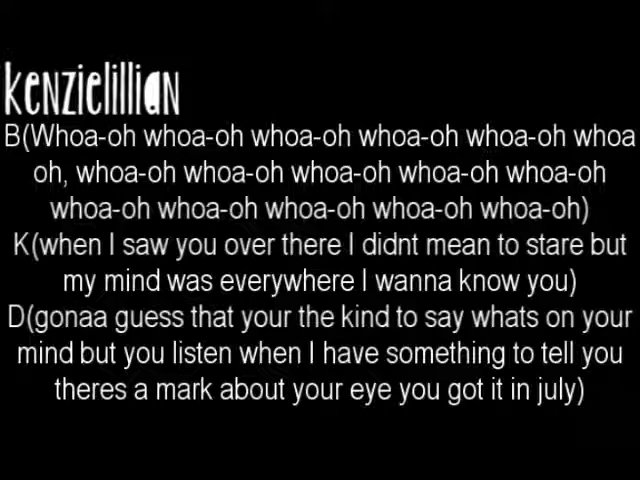 kenzielillian
B(Whoa-oh whoa-oh whoa-oh whoa-oh whoa-oh whoa
oh, whoa-oh whoa-oh whoa-oh whoa-oh whoa-oh
whoa-oh whoa-oh whoa-oh whoa-oh whoa-oh)
K(when I saw you over there I didnt mean to stare but
my mind was everywhere I wanna know you)
D(gonaa guess that your the kind to say whats on your
mind but you listen when I have something to tell you
theres a mark about your eye you got it in july)